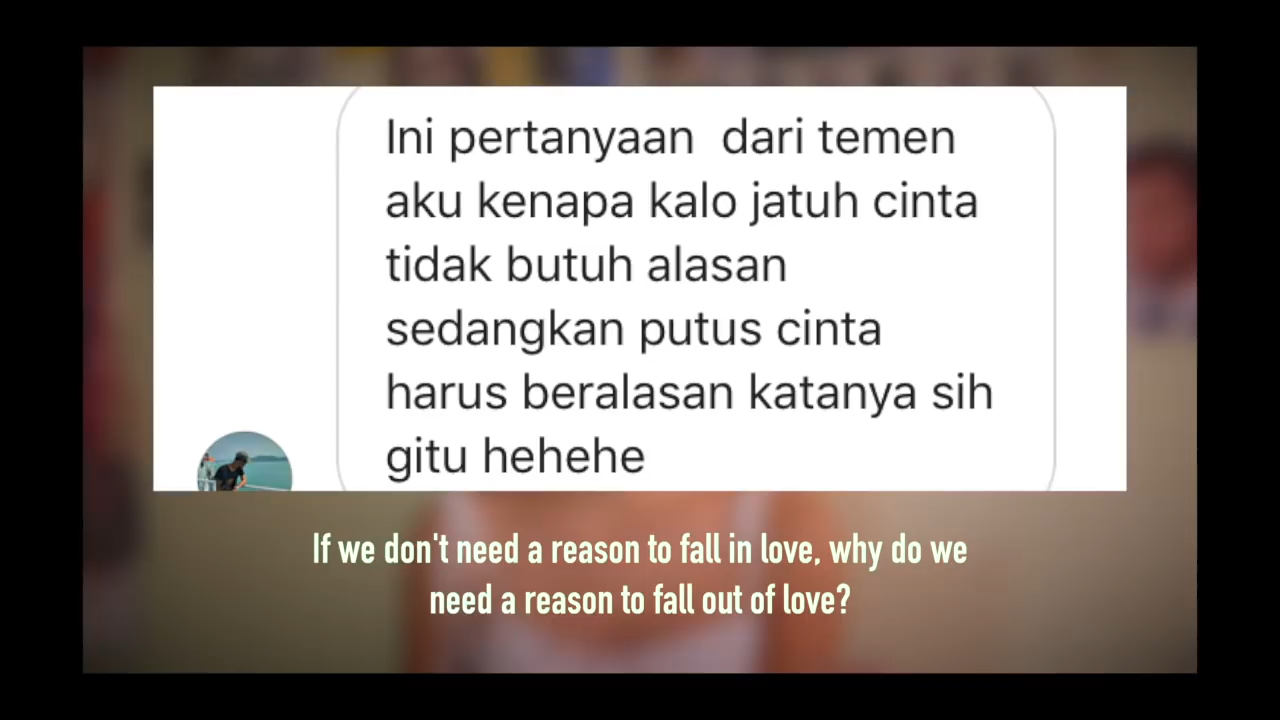 Ini pertanyaan dari temen
aku kenapa kalo jatuh cinta
tidak butuh alasan
sedangkan putus cinta
harus beralasan katanya sih
gitu hehehe
If we don't need a reason to fall in love, why do we
need a reason to fall out of love?